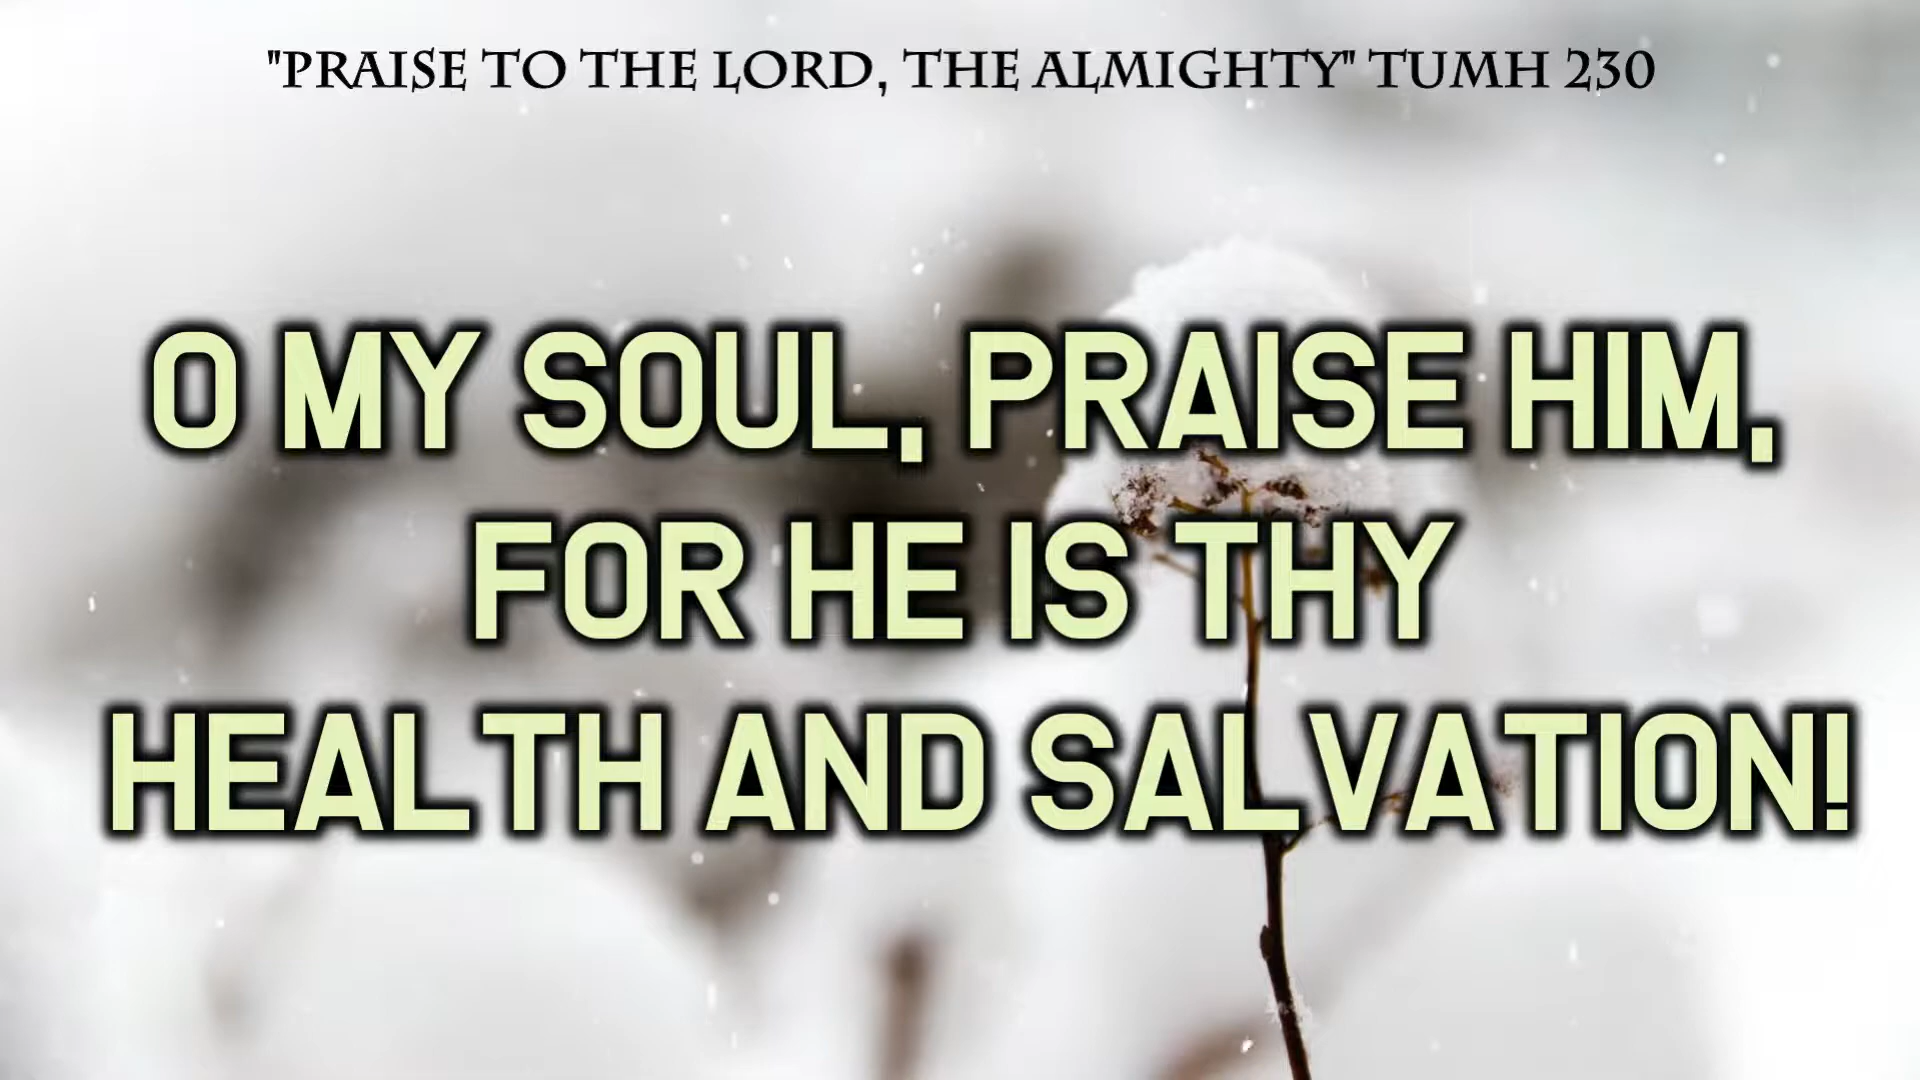 "PRAISE TO THE LORD, THE ALMIGHTY" TUMH 230
O MY SOUL, PRAISE HIM,
FOR HE IS THY
HEALTH AND SALVATION!